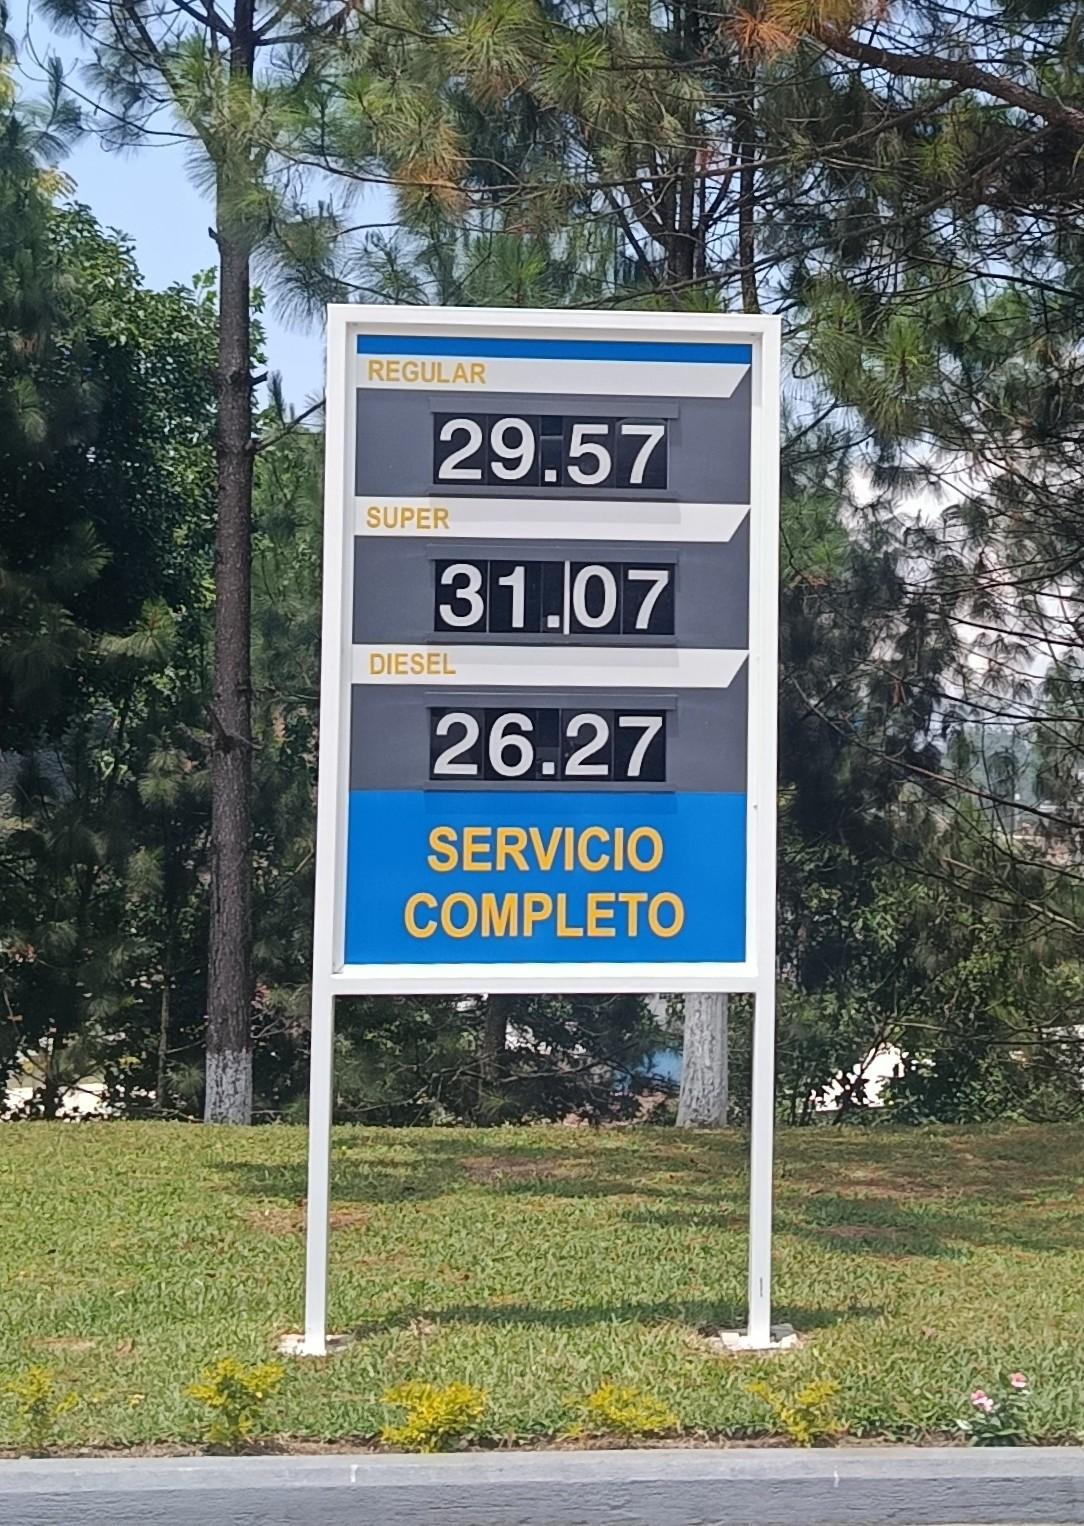 REGULAR
29.57
SUPER
31.07
DIESEL
26.27
SERVICIO
COMPLETO